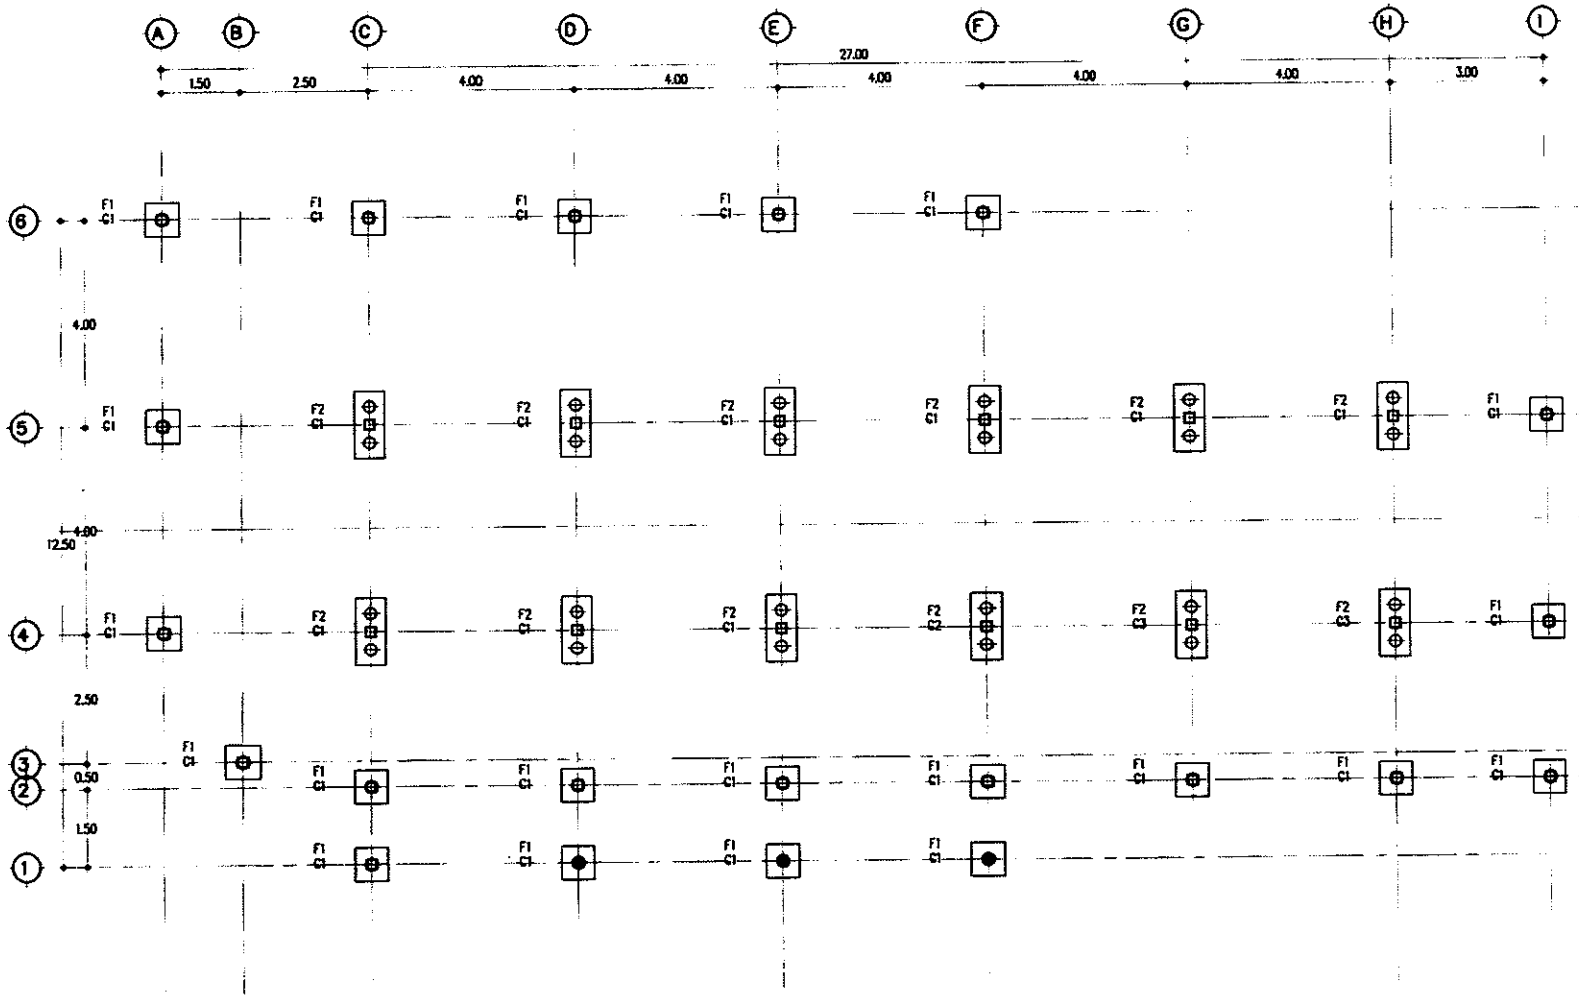 A B C D E F G H I
27.00
1.50 2.50 4.00 4.00 4.00 4.00 4.00 3.00
F1 F1 F1 F1 F1
6 C1 C1 C1 C1 C1
4.00
F1 F2 F2 F2 F2 F2 F2 F1
5 C1 C1 C1 C1 C1 C1 C1 C1
4.00
12.50
F1 F2 F2 F2 F2 F2 F2 F1
4 C1 C1 C1 C1 C2 C3 C3 C1
2.50
F1
3 C1
0.50
F1 F1 F1 F1 F1 F1 F1
2 C1 C1 C1 C1 C1 C1 C1
1.50
F1 F1 F1 F1
1 C1 C1 C1 C1